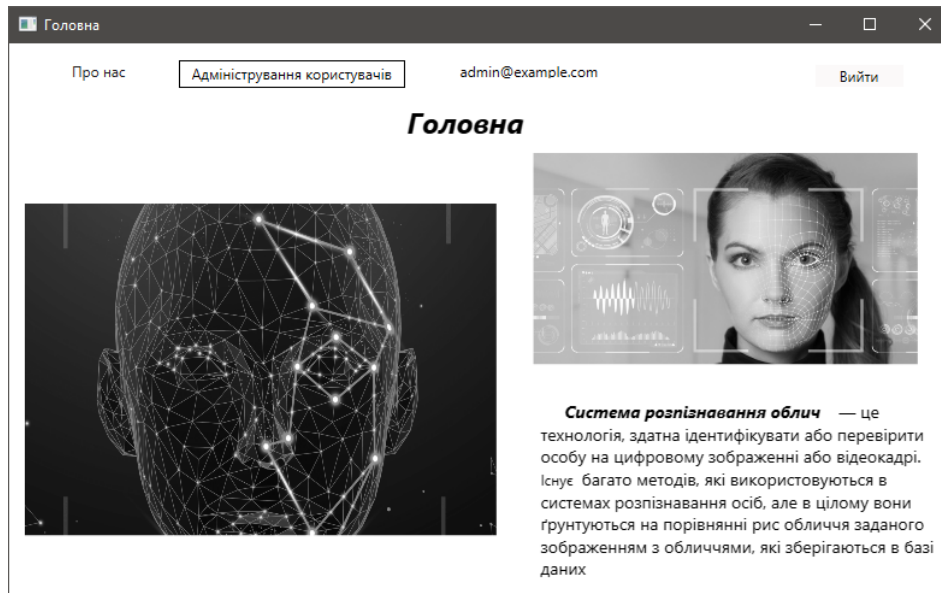 Головна
Про нас
Адміністрування користувачів
admin@example.com
Вийти
Головна
Система розпізнавання облич — це
технологія, здатна ідентифікувати або перевірити
особу на цифровому зображенні або відеокадрі.
Існує багато методів, які використовуються в
системах розпізнавання осіб, але в цілому вони
ґрунтуються на порівнянні рис обличчя заданого
зображенням з обличчями, які зберігаються в базі
даних